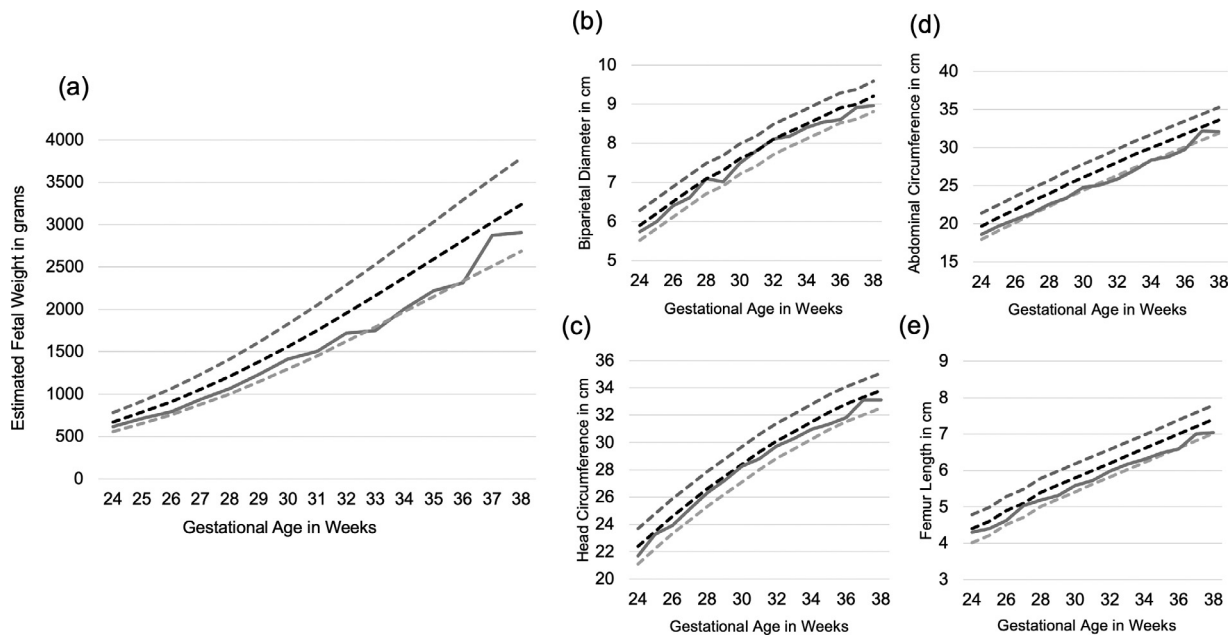 (a)
Estimated Fetal Weight in grams
4000
3500
3000
2500
2000
1500
1000
500
0
24 25 26 27 28 29 30 31 32 33 34 35 36 37 38
Gestational Age in Weeks
(b)
Biparietal Diameter in cm
10
9
8
7
6
5
24 26 28 30 32 34 36 38
Gestational Age in Weeks
(c)
Head Circumference in cm
36
34
32
30
28
26
24
22
20
24 26 28 30 32 34 36 38
Gestational Age in Weeks
(d)
Abdominal Circumference in cm
40
35
30
25
20
15
24 26 28 30 32 34 36 38
Gestational Age in Weeks
(e)
Femur Length in cm
9
8
7
6
5
4
3
24 26 28 30 32 34 36 38
Gestational Age in Weeks